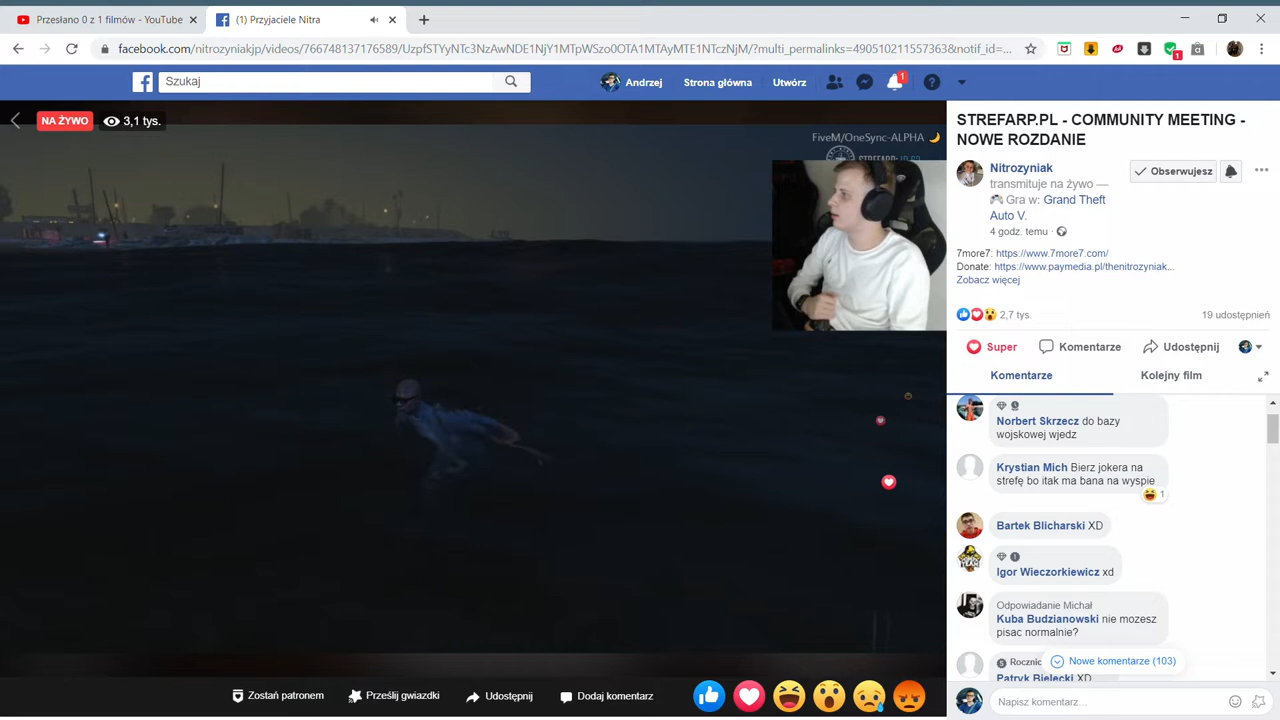 Przesłano 0 z 1 filmów - YouTube
(1) Przyjaciele Nitra
facebook.com/nitrozyniakjp/videos/766748137176589/UzpfSTYyNTc3NzAwNDE1NjY1MTpWSzo0OTA1MTAyMTE1NTczNjM/?multi_permalinks=490510211557363&notif_id=...
Szukaj
Andrzej
Strona główna
Utwórz
1
NA ŻYWO
3,1 tys.
FiveM/OneSync-ALPHA
STREFARP.PL - COMMUNITY MEETING -
NOWE ROZDANIE
Nitrozyniak
Obserwujesz
transmituje na żywo —
Gra w: Grand Theft
Auto V.
4 godz. temu ·
7more7: https://www.7more7.com/
Donate: https://www.paymedia.pl/thenitrozyniak...
Zobacz więcej
2,7 tys.
19 udostępnień
Super
Komentarze
Udostępnij
Komentarze
Kolejny film
Norbert Skrzecz do bazy
wojskowej wjedz
Krystian Mich Bierz jokera na
strefę bo itak ma bana na wyspie
1
Bartek Blicharski XD
Igor Wieczorkiewicz xd
Odpowiadanie Michał
Kuba Budzianowski nie mozesz
pisac normalnie?
5 Rocznic
Nowe komentarze (103)
Patryk Bielecki XD
Zostań patronem
Prześlij gwiazdki
Udostępnij
Dodaj komentarz
Napisz komentarz...